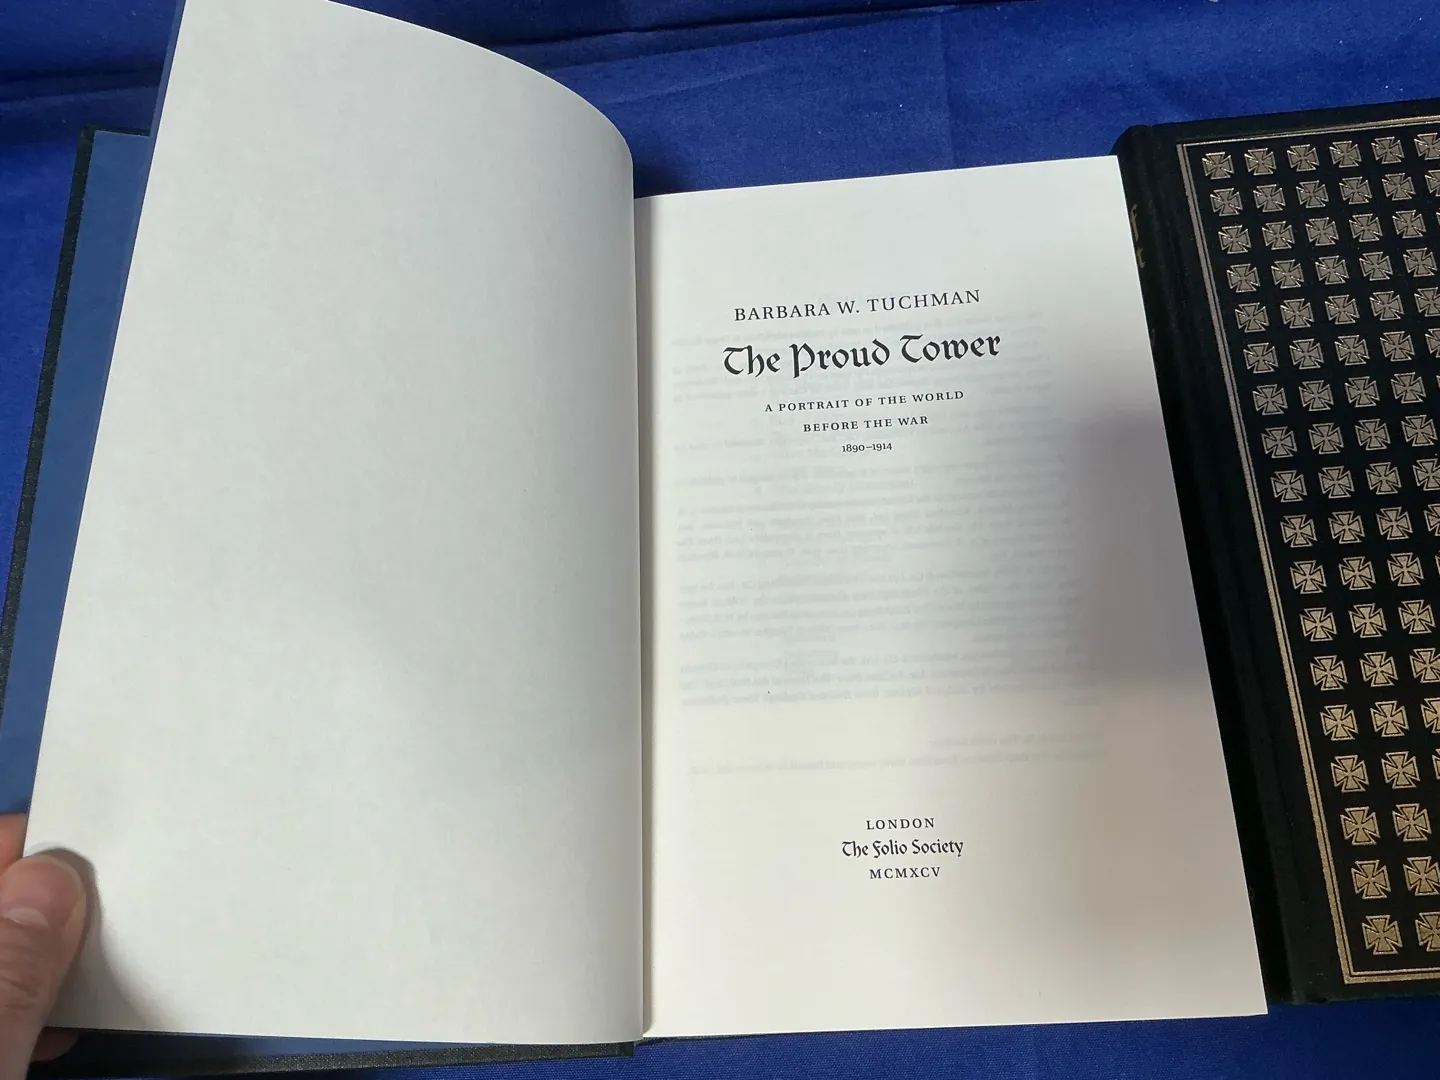 BARBARA W. TUCHMAN
The Proud Tower
A PORTRAIT OF THE WORLD
BEFORE THE WAR
1890–1914
LONDON
The Folio Society
MCMXCV